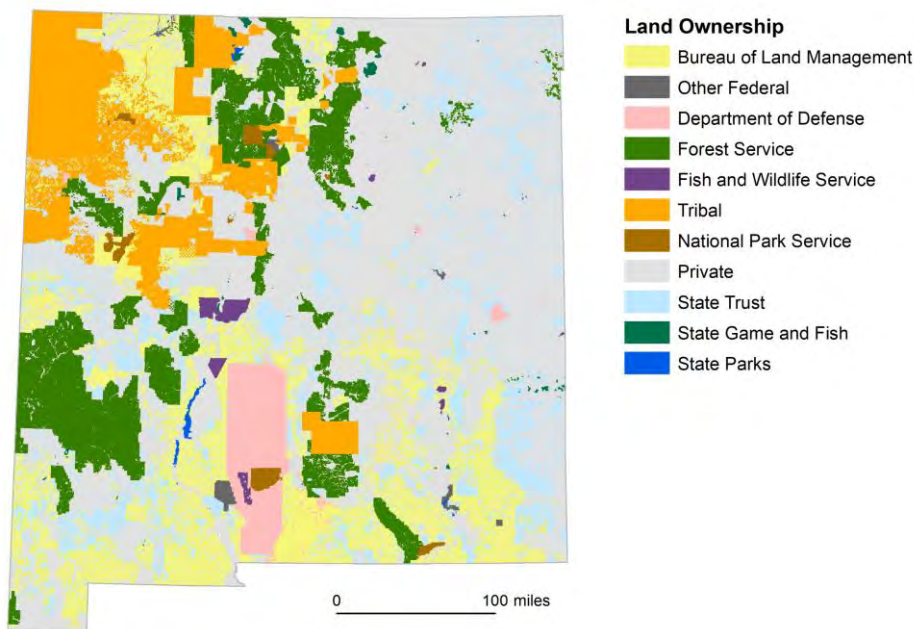 Land Ownership
Bureau of Land Management
Other Federal
Department of Defense
Forest Service
Fish and Wildlife Service
Tribal
National Park Service
Private
State Trust
State Game and Fish
State Parks
0 100 miles